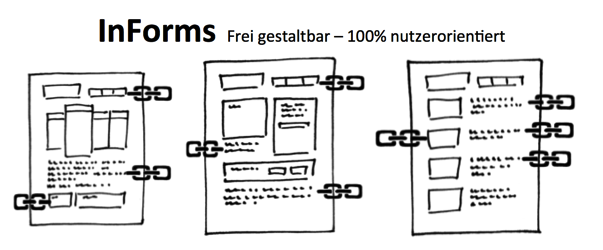 InForms Frei gestaltbar – 100% nutzerorientiert